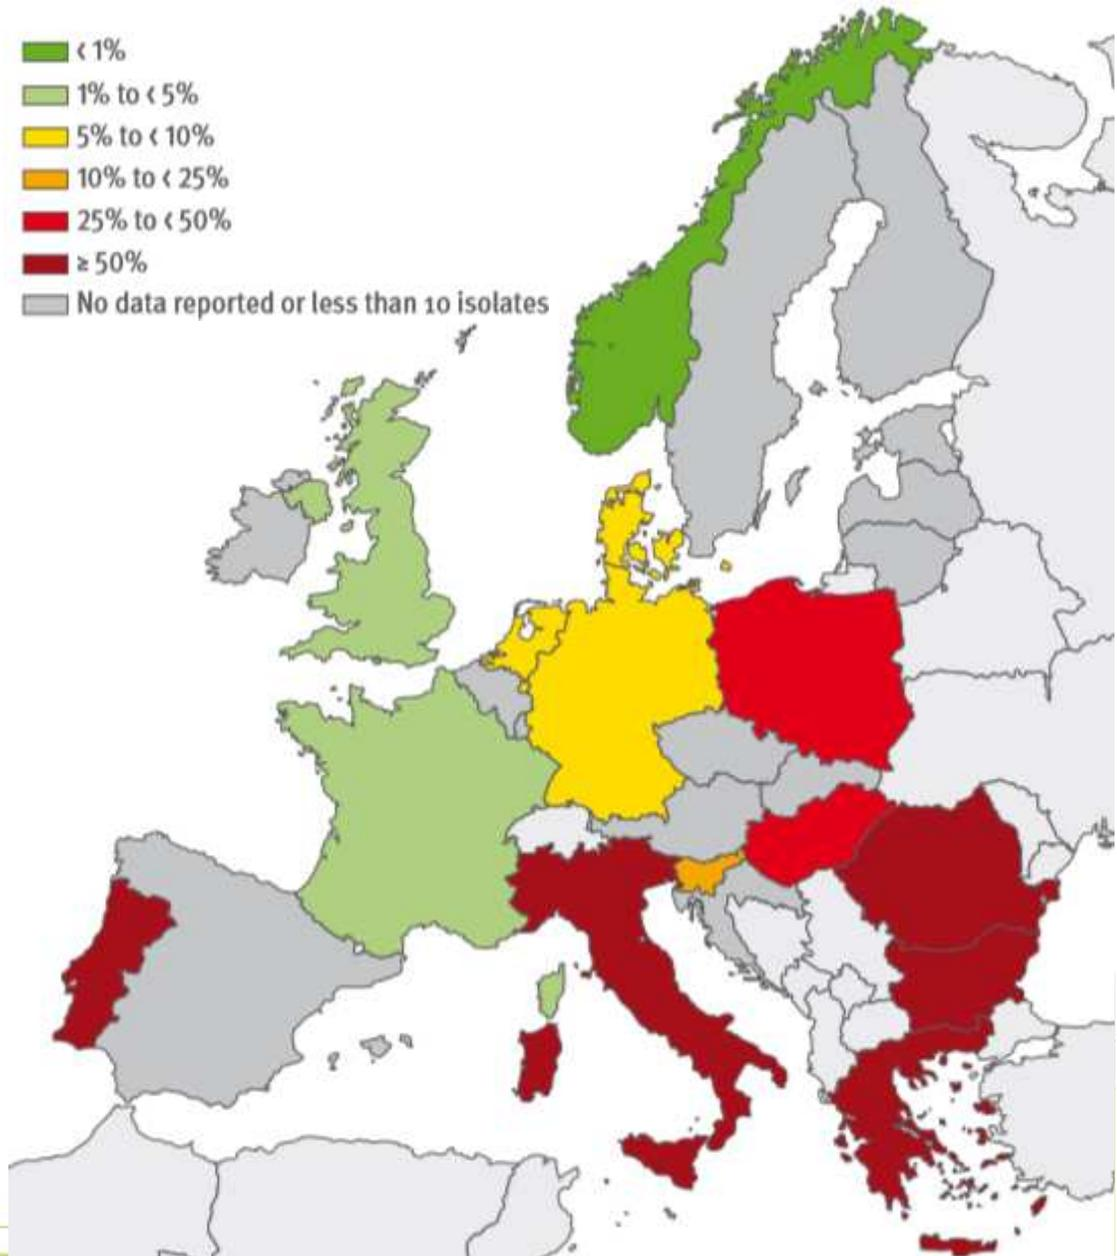 < 1%
1% to < 5%
5% to < 10%
10% to < 25%
25% to < 50%
≥ 50%
No data reported or less than 10 isolates